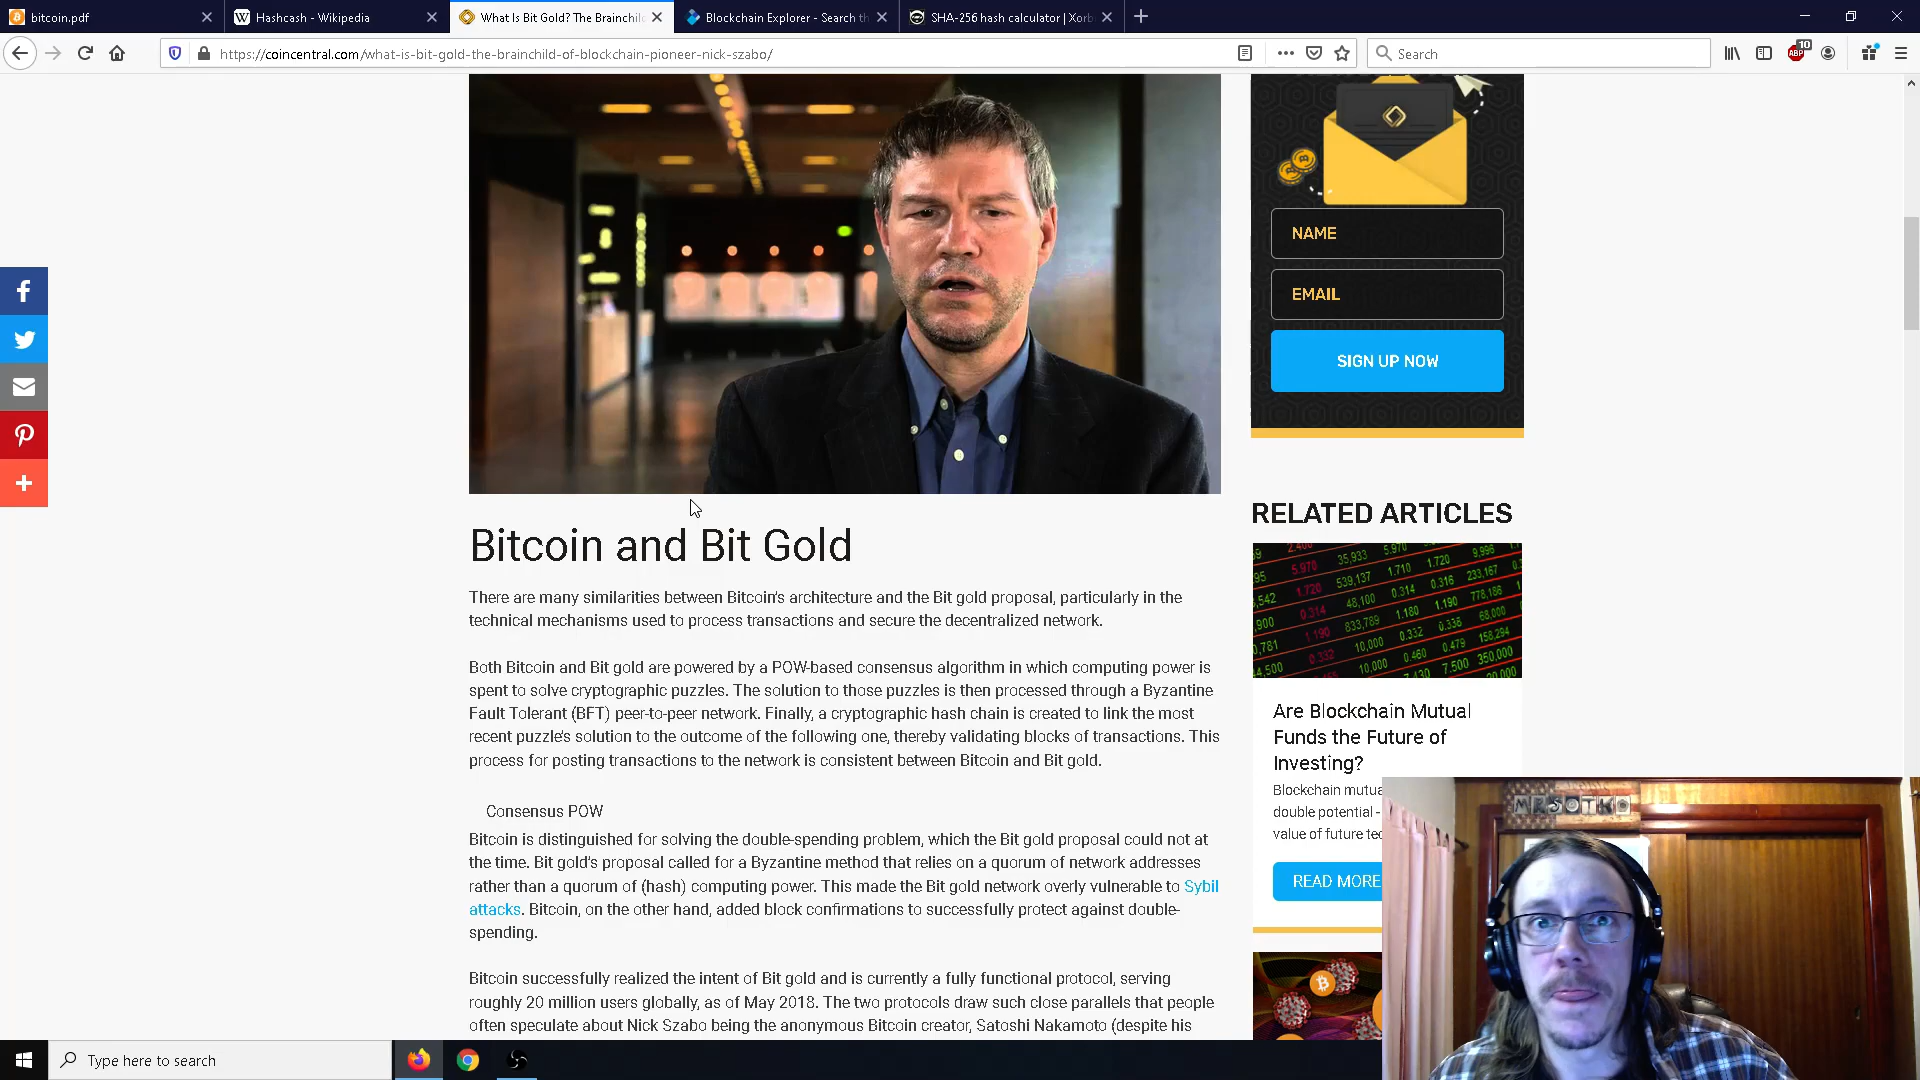 bitcoin.pdf
Hashcash - Wikipedia
What Is Bit Gold? The Brainchil
Blockchain Explorer - Search t
SHA-256 hash calculator | Xorb
https://coincentral.com/what-is-bit-gold-the-brainchild-of-blockchain-pioneer-nick-szabo/
Search
ABP
10
NAME
EMAIL
SIGN UP NOW
Bitcoin and Bit Gold
There are many similarities between Bitcoin's architecture and the Bit gold proposal, particularly in the
technical mechanisms used to process transactions and secure the decentralized network.
Both Bitcoin and Bit gold are powered by a POW-based consensus algorithm in which computing power is
spent to solve cryptographic puzzles. The solution to those puzzles is then processed through a Byzantine
Fault Tolerant (BFT) peer-to-peer network. Finally, a cryptographic hash chain is created to link the most
recent puzzle's solution to the outcome of the following one, thereby validating blocks of transactions. This
process for posting transactions to the network is consistent between Bitcoin and Bit gold.
Consensus POW
Bitcoin is distinguished for solving the double-spending problem, which the Bit gold proposal could not at
the time. Bit gold's proposal called for a Byzantine method that relies on a quorum of network addresses
rather than a quorum of (hash) computing power. This made the Bit gold network overly vulnerable to Sybil
attacks. Bitcoin, on the other hand, added block confirmations to successfully protect against double-
spending.
Bitcoin successfully realized the intent of Bit gold and is currently a fully functional protocol, serving
roughly 20 million users globally, as of May 2018. The two protocols draw such close parallels that people
often speculate about Nick Szabo being the anonymous Bitcoin creator, Satoshi Nakamoto (despite his
RELATED ARTICLES
Are Blockchain Mutual
Funds the Future of
Investing?
Blockchain mutua
double potential -
value of future tec
READ MORE
MRSOTKO
Type here to search